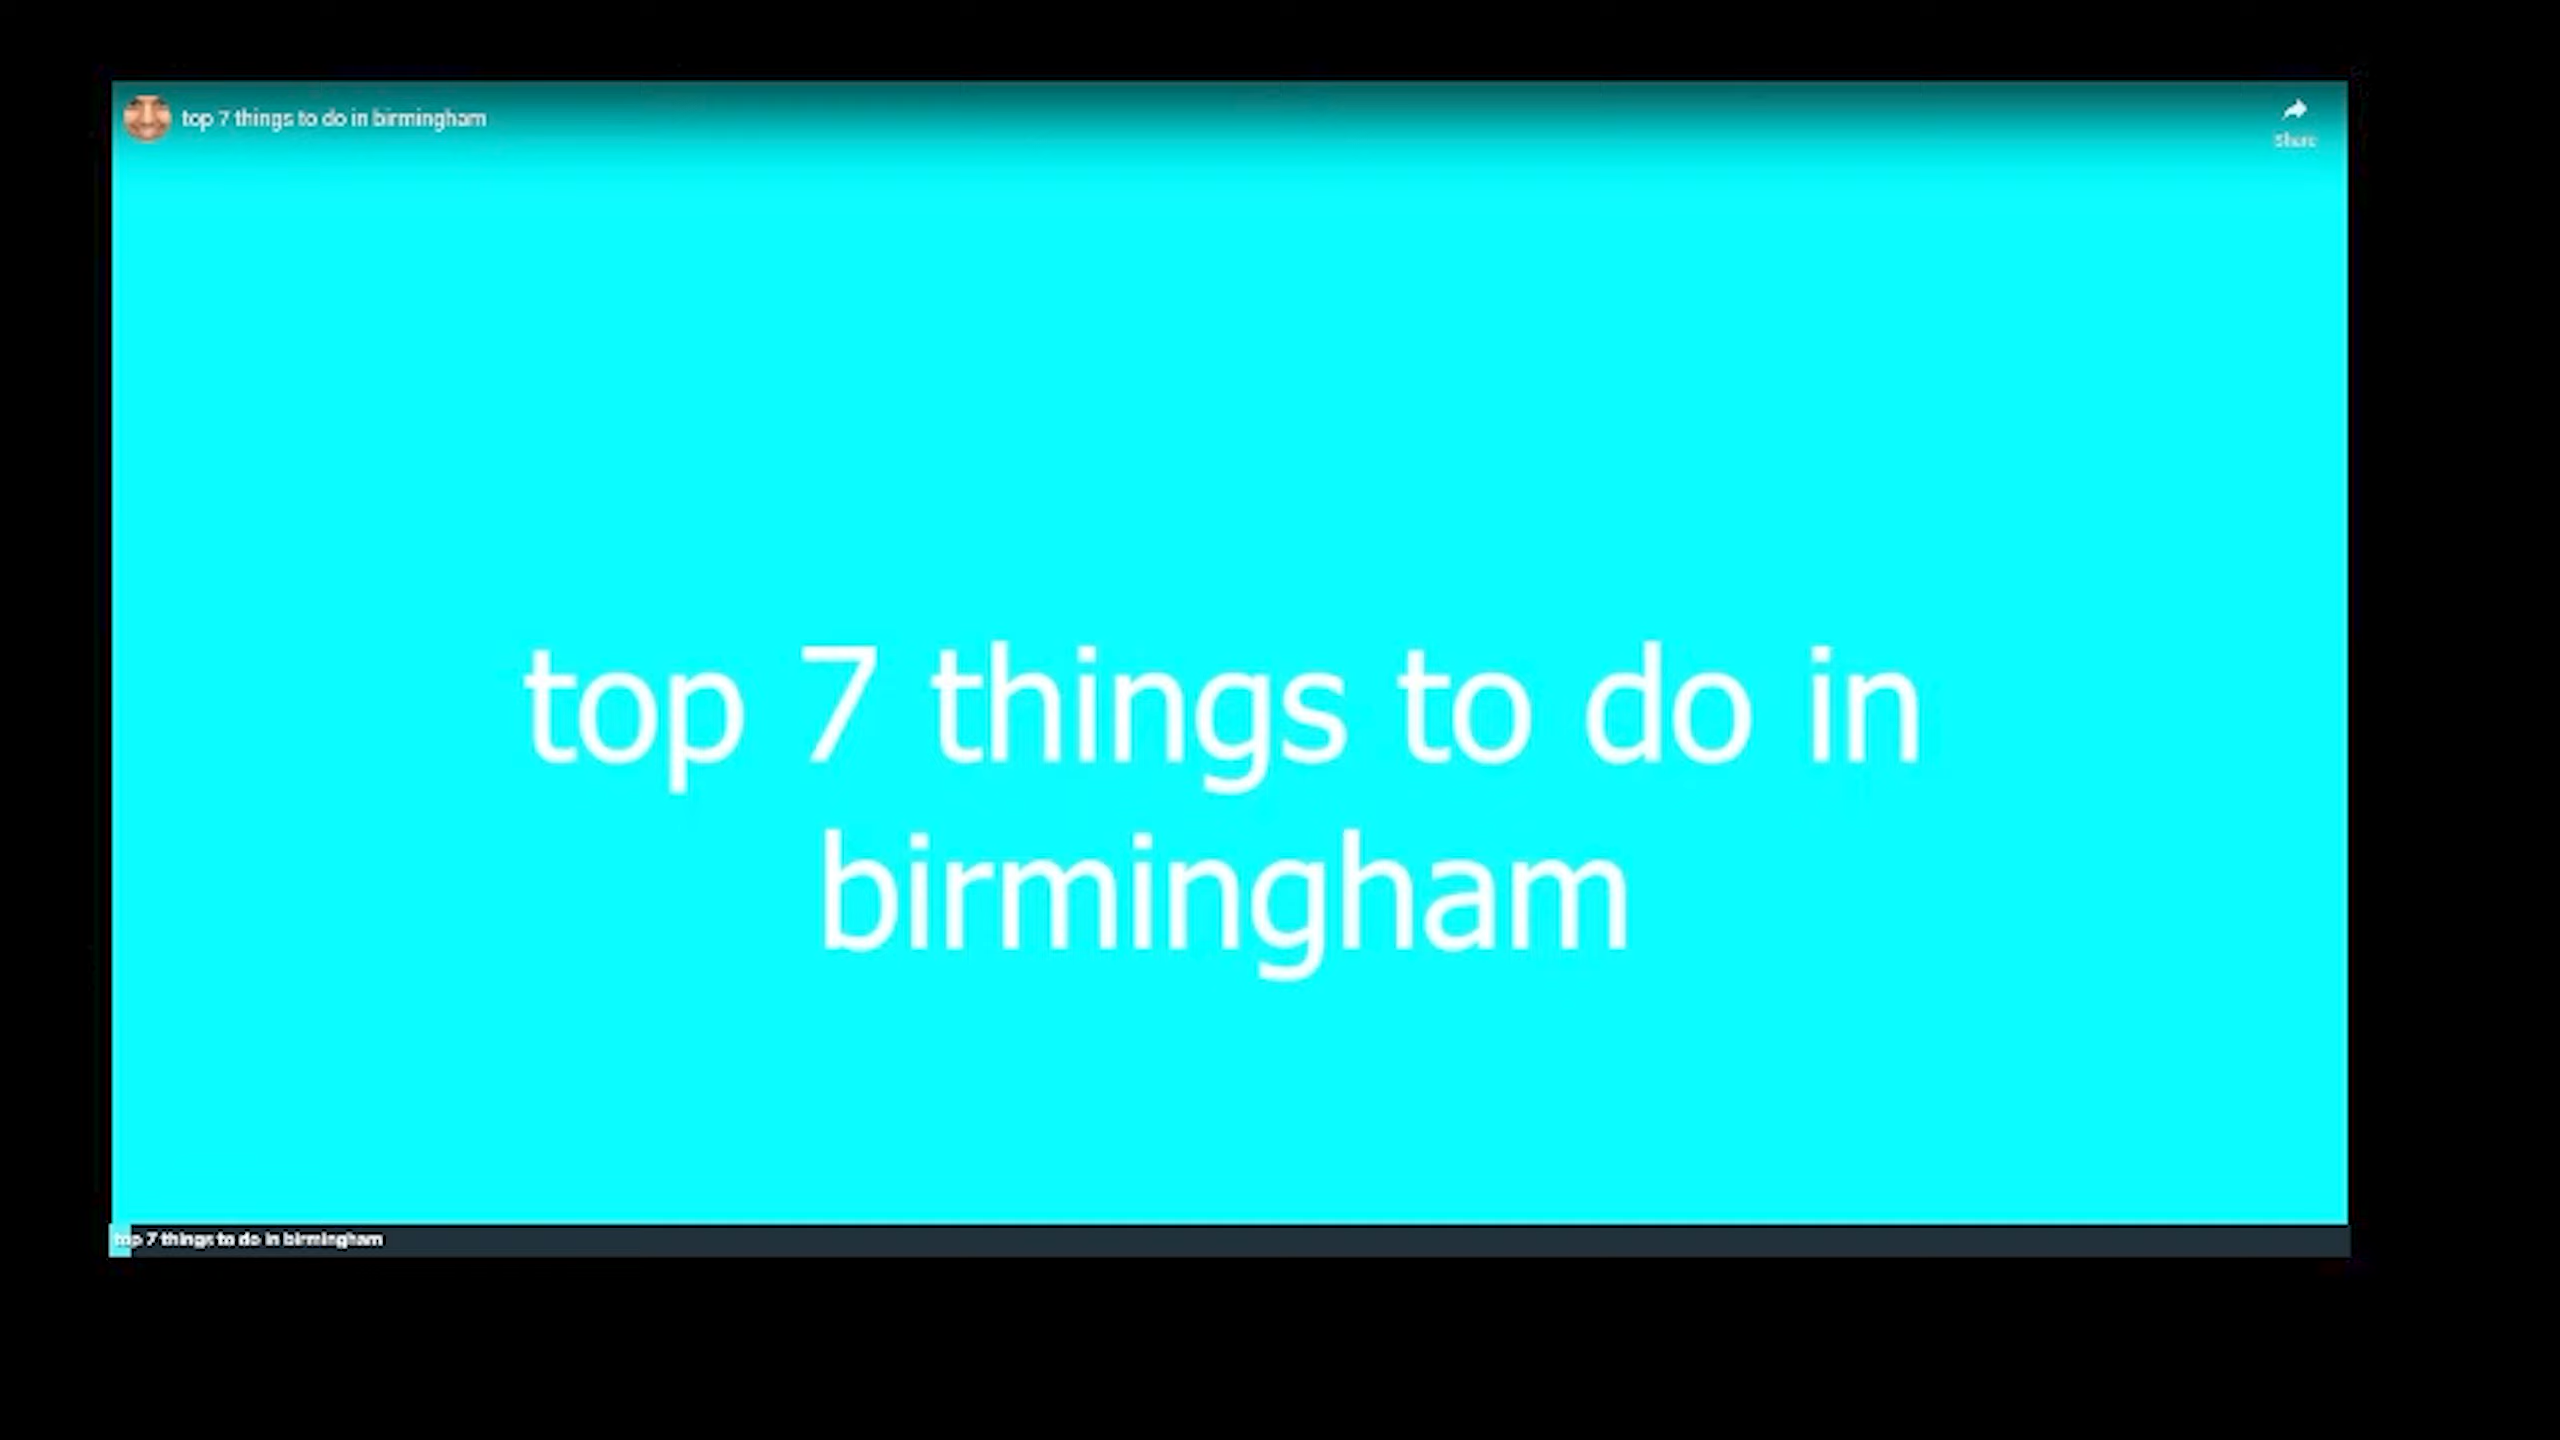 top 7 things to do in birmingham
Share
top 7 things to do in
birmingham
top 7 things to do in birmingham